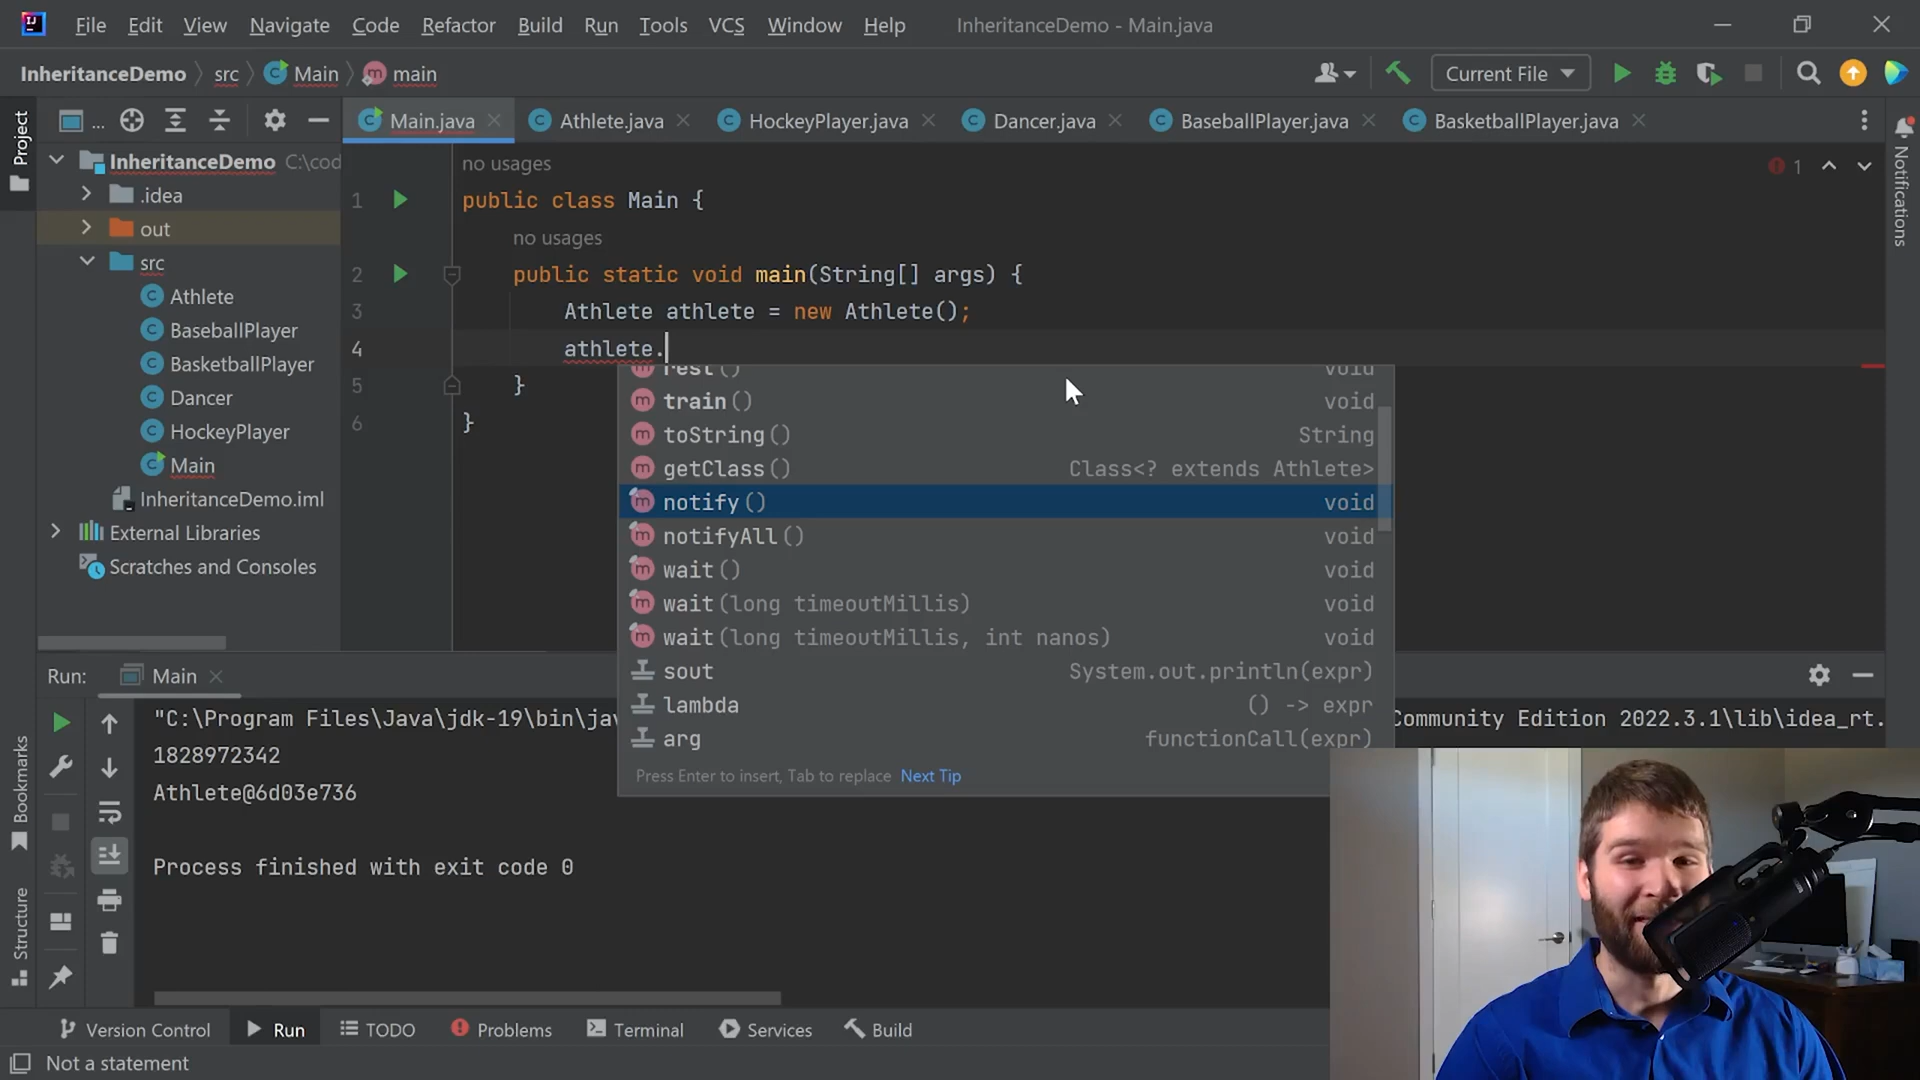 File Edit View Navigate Code Refactor Build Run Tools VCS Window Help InheritanceDemo - Main.java
InheritanceDemo src Main main Current File
Project
...
Main.java Athlete.java HockeyPlayer.java Dancer.java BaseballPlayer.java BasketballPlayer.java
InheritanceDemo C:\cod
.idea
out
src
Athlete
BaseballPlayer
BasketballPlayer
Dancer
HockeyPlayer
Main
InheritanceDemo.iml
External Libraries
Scratches and Consoles
no usages
1 public class Main {
no usages
2 public static void main(String[] args) {
3 Athlete athlete = new Athlete();
4 athlete.
5 }
6 }
1
Notifications
rest() void
train() void
toString() String
getClass() Class<? extends Athlete>
notify() void
notifyAll() void
wait() void
wait(long timeoutMillis) void
wait(long timeoutMillis, int nanos) void
sout System.out.println(expr)
lambda () -> expr
arg functionCall(expr)
Press Enter to insert, Tab to replace Next Tip
Run: Main
"C:\Program Files\Java\jdk-19\bin\jav Community Edition 2022.3.1\lib\idea_rt.
1828972342
Athlete@6d03e736
Process finished with exit code 0
Bookmarks
Structure
Version Control Run TODO Problems Terminal Services Build
Not a statement